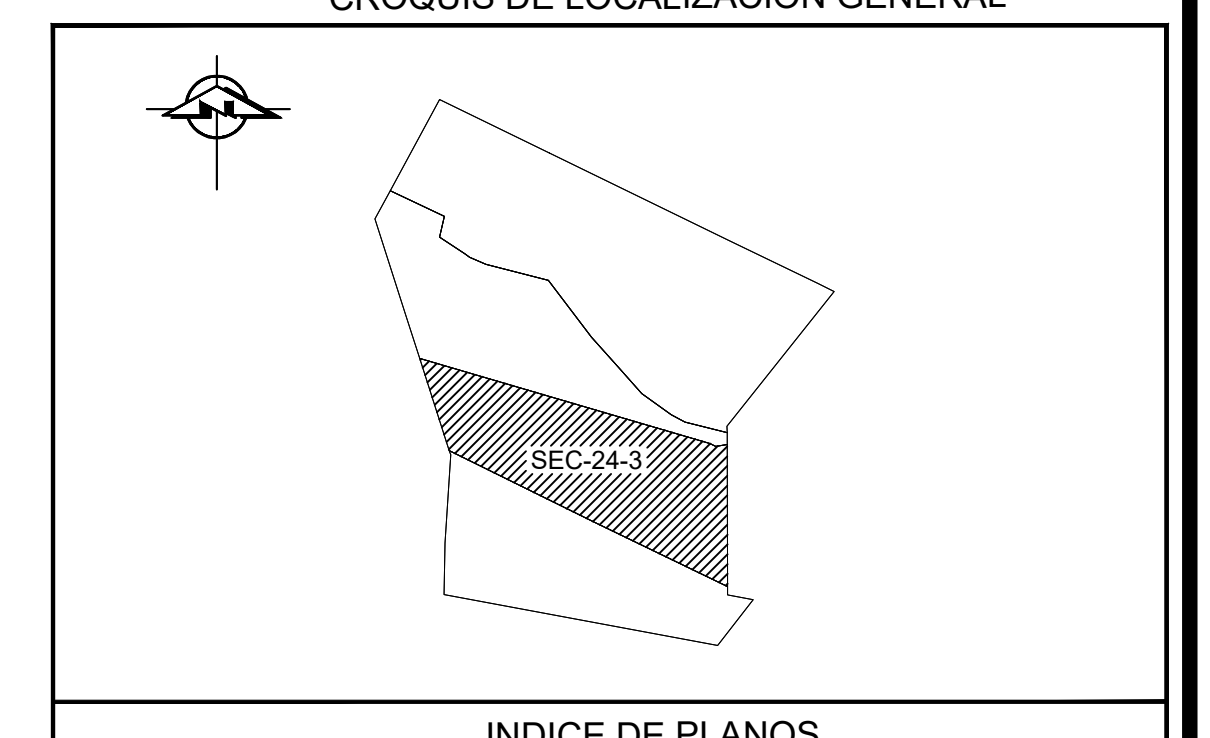 CROQUIS DE LOCALIZACION GENERAL
N
SEC-24-3
INDICE DE PLANOS